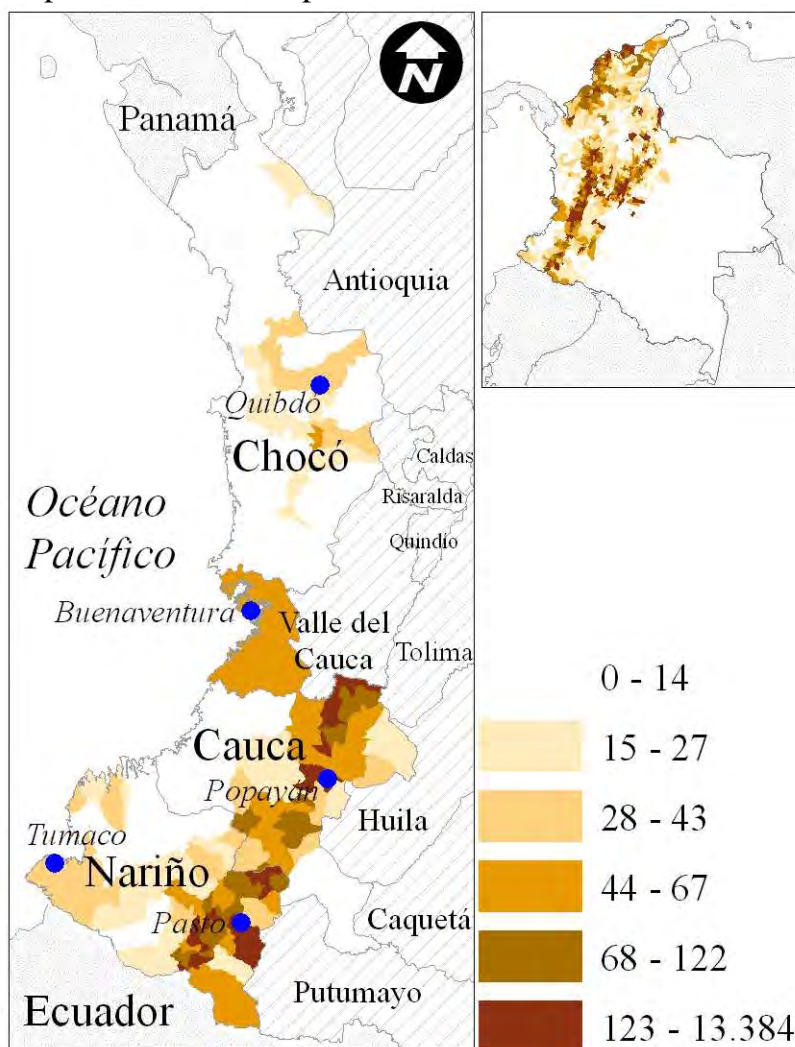 N
Panamá
Antioquia
Quibdó
Chocó
Caldas
Risaralda
Quindío
Océano
Pacífico
Buenaventura
Valle del
Cauca
Tolima
Cauca
Popayán
Huila
Tumaco
Nariño
Pasto
Caquetá
Putumayo
Ecuador
0 - 14
15 - 27
28 - 43
44 - 67
68 - 122
123 - 13.384